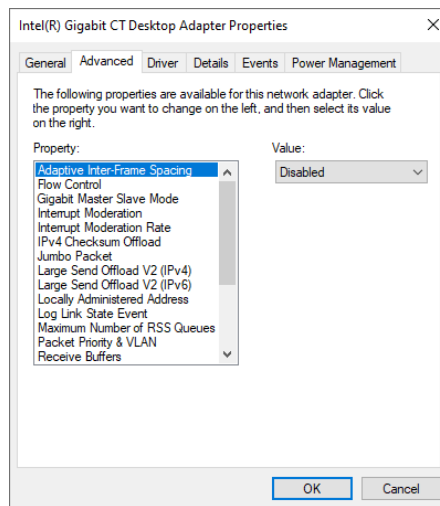 Intel(R) Gigabit CT Desktop Adapter Properties
General Advanced Driver Details Events Power Management
The following properties are available for this network adapter. Click
the property you want to change on the left, and then select its value
on the right.
Property:
Value:
Adaptive Inter-Frame Spacing
Disabled
Flow Control
Gigabit Master Slave Mode
Interrupt Moderation
Interrupt Moderation Rate
IPv4 Checksum Offload
Jumbo Packet
Large Send Offload V2 (IPv4)
Large Send Offload V2 (IPv6)
Locally Administered Address
Log Link State Event
Maximum Number of RSS Queues
Packet Priority & VLAN
Receive Buffers
OK
Cancel